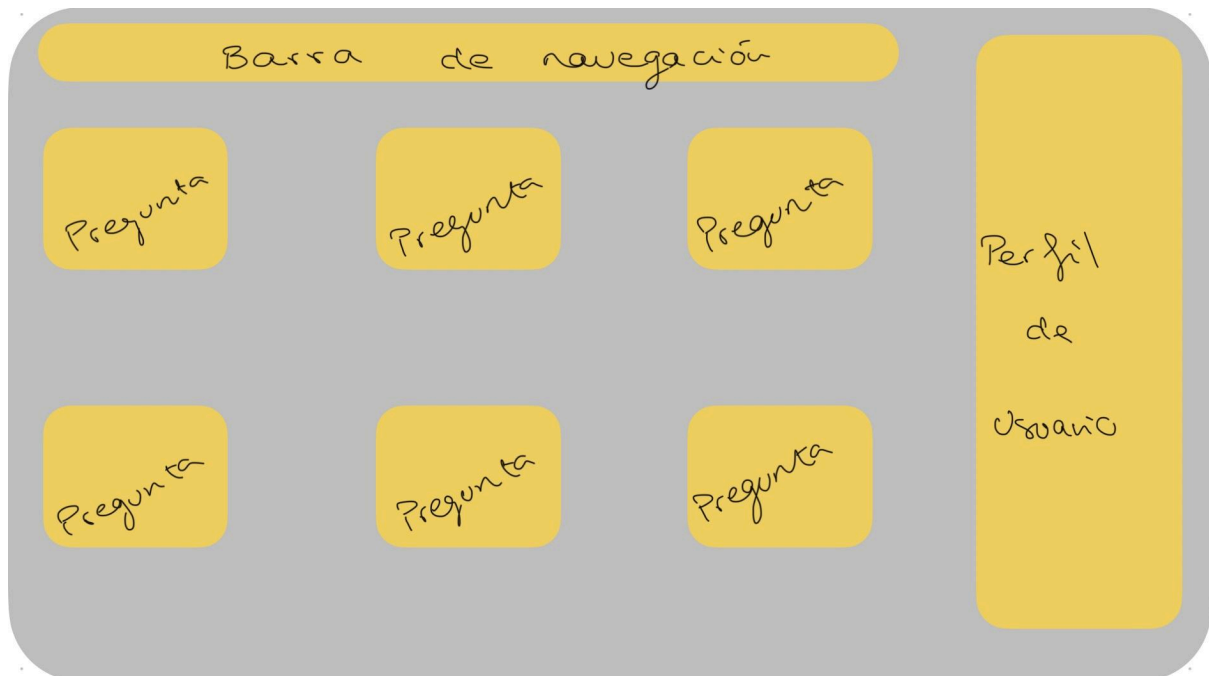 Barra de navegación
Pregunta
Pregunta
Pregunta
Pregunta
Pregunta
Pregunta
Perfil
de
Usuario